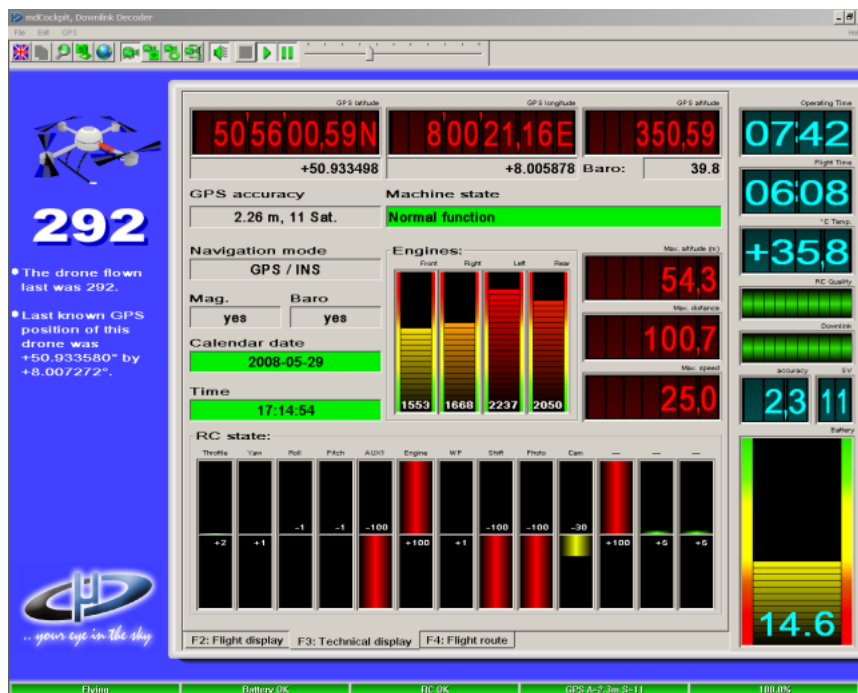 mdCockpit, Downlink Decoder
File Edit GPS
GPS latitude GPS longitude GPS altitude Operating Time
50°56'00,59N 8°00'21,16E 350,59 07:42
+50.933498 +8.005878 Baro: 39.8
Flight Time
06:08
GPS accuracy Machine state
2.26 m, 11 Sat. Normal function
°C Temp.
+35,8
292
Navigation mode
GPS / INS
Engines:
Front Right Left Rear
1553 1668 2237 2050
Max. altitude (m)
54,3
Max. distance
100,7
Max. speed
25,0
RC Quality
Downlink
accuracy SV
2,3 11
Battery
14.6
The drone flown
last was 292.
Last known GPS
position of this
drone was
+50.933580° by
+8.007272°.
Mag. Baro
yes yes
Calendar date
2008-05-29
Time
17:14:54
RC state:
Throttle Yaw Roll Pitch AUX1 Engine WP Shift Photo Cam --- --- ---
-1 -1 -100 -100 -100 -30
+2 +1 +100 +1 +100 +5 +5
.. your eye in the sky
F2: Flight display F3: Technical display F4: Flight route
Flying Battery OK RC OK GPS A=2.3m S=11 100.0%